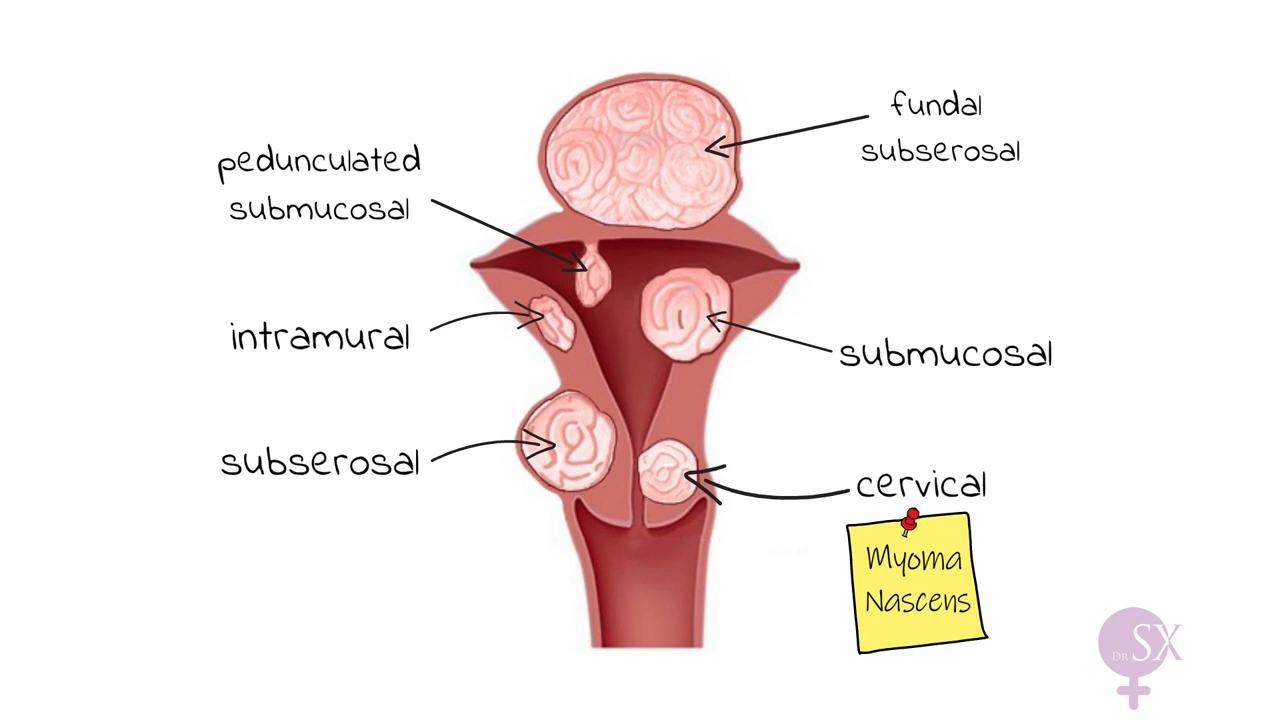 fundal
subserosal
pedunculated
submucosal
intramural
submucosal
subserosal
cervical
Myoma
Nascens
DR SX